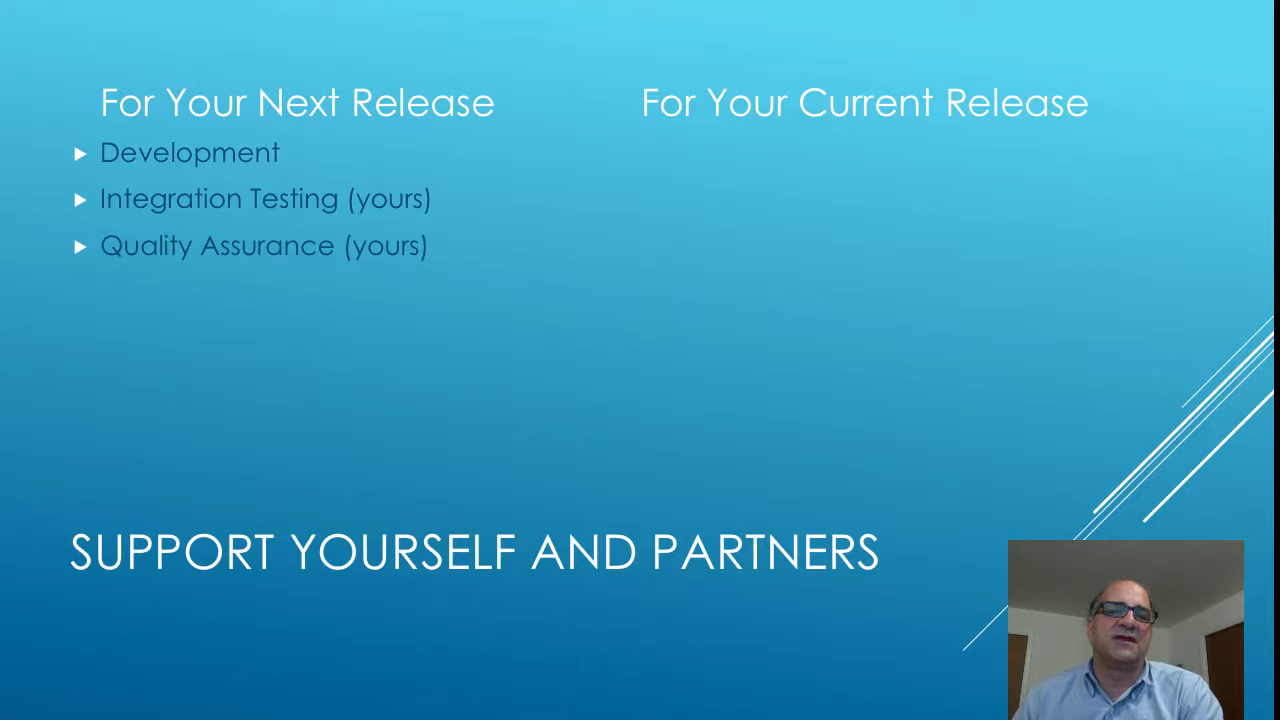 For Your Next Release
Development
Integration Testing (yours)
Quality Assurance (yours)
For Your Current Release
SUPPORT YOURSELF AND PARTNERS